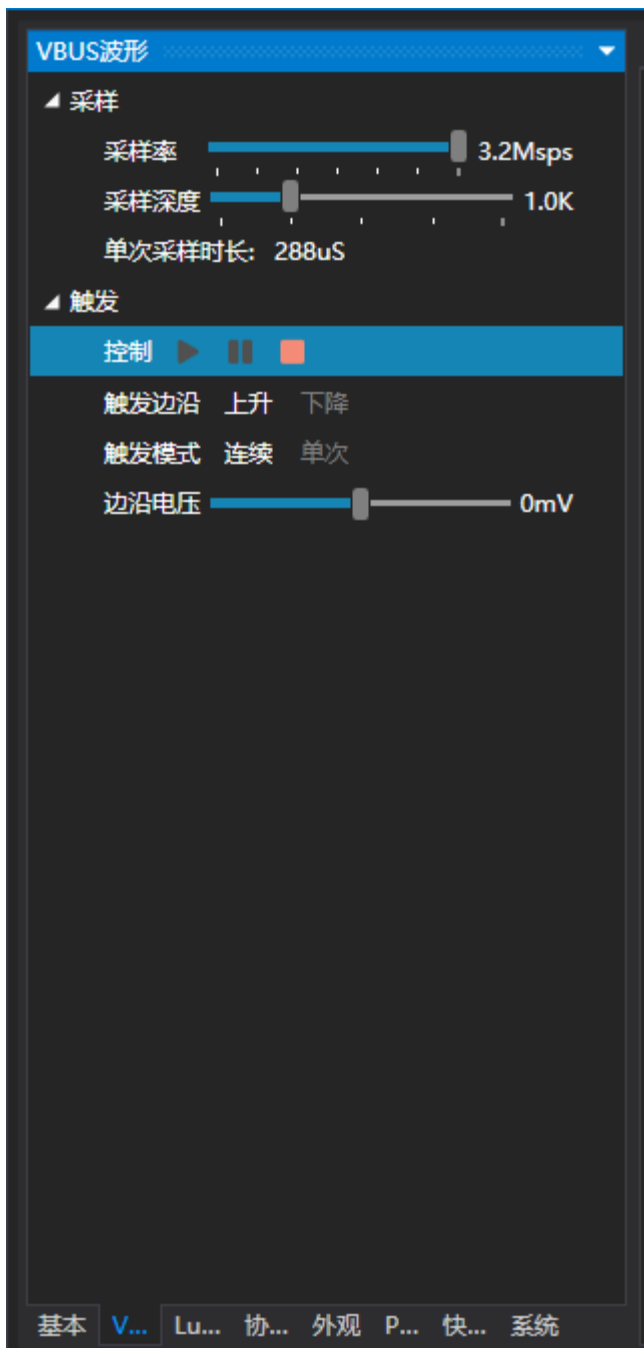 VBUS波形
采样
采样率 3.2Msps
采样深度 1.0K
单次采样时长: 288uS
触发
控制
触发边沿 上升 下降
触发模式 连续 单次
边沿电压 0mV
基本 V... Lu... 协... 外观 P... 快... 系统